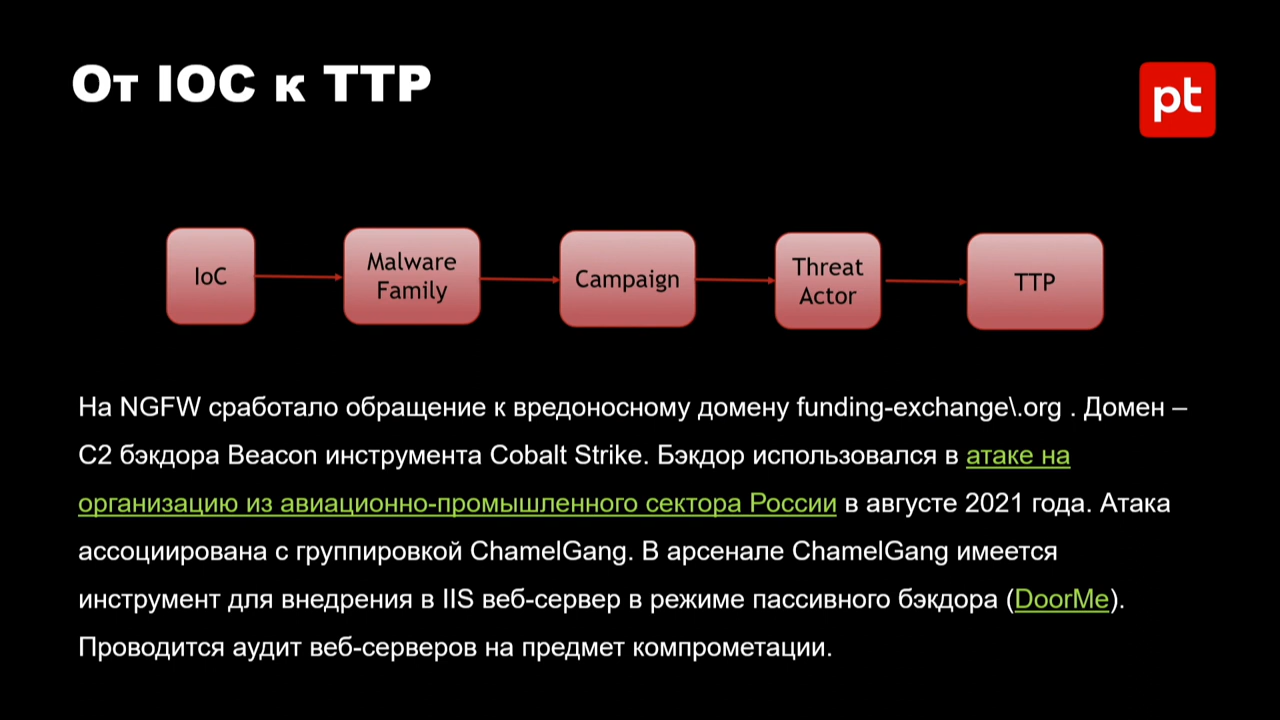 От IOC к TTP
pt
IoC
Malware
Family
Campaign
Threat
Actor
TTP
На NGFW сработало обращение к вредоносному домену funding-exchange\.org . Домен –
C2 бэкдора Beacon инструмента Cobalt Strike. Бэкдор использовался в атаке на
организацию из авиационно-промышленного сектора России в августе 2021 года. Атака
ассоциирована с группировкой ChamelGang. В арсенале ChamelGang имеется
инструмент для внедрения в IIS веб-сервер в режиме пассивного бэкдора (DoorMe).
Проводится аудит веб-серверов на предмет компрометации.